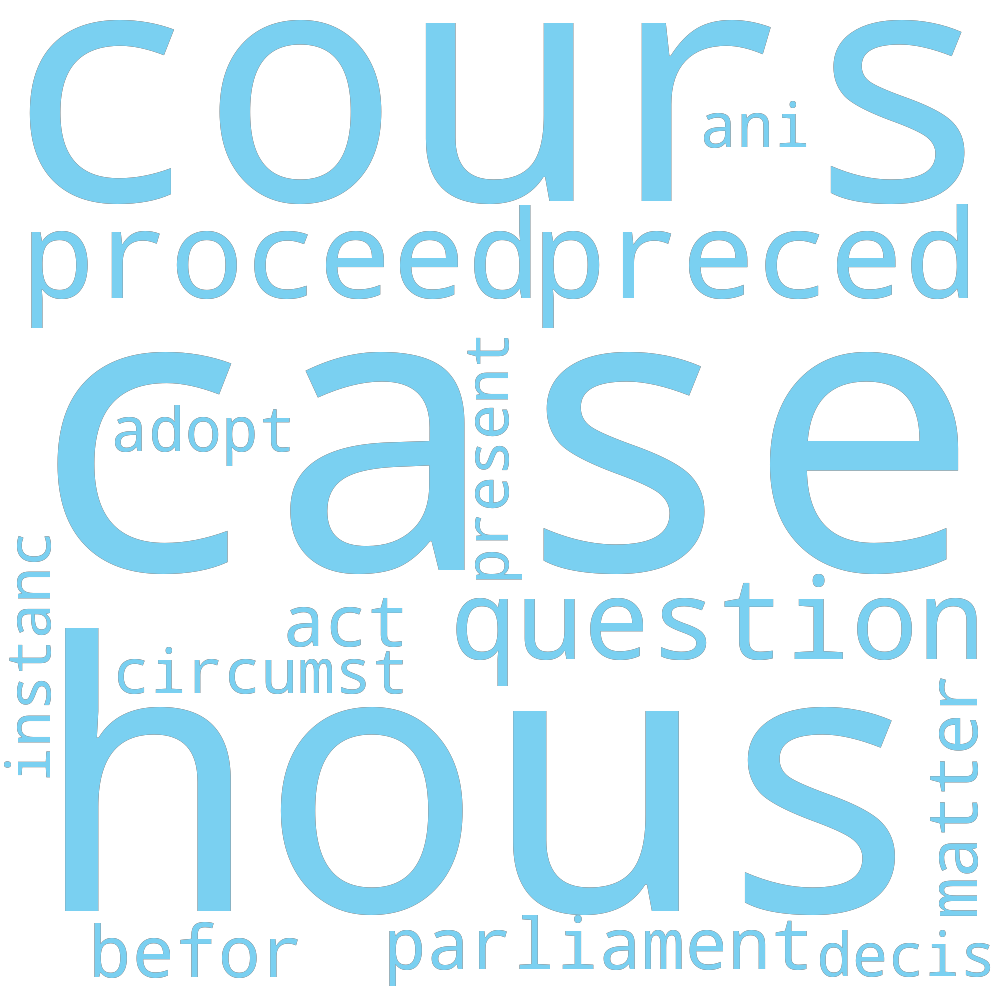 cours
ani
proceed
preced
case
adopt
present
instanc
act
question
circumst
hous
matter
befor
parliament
decis